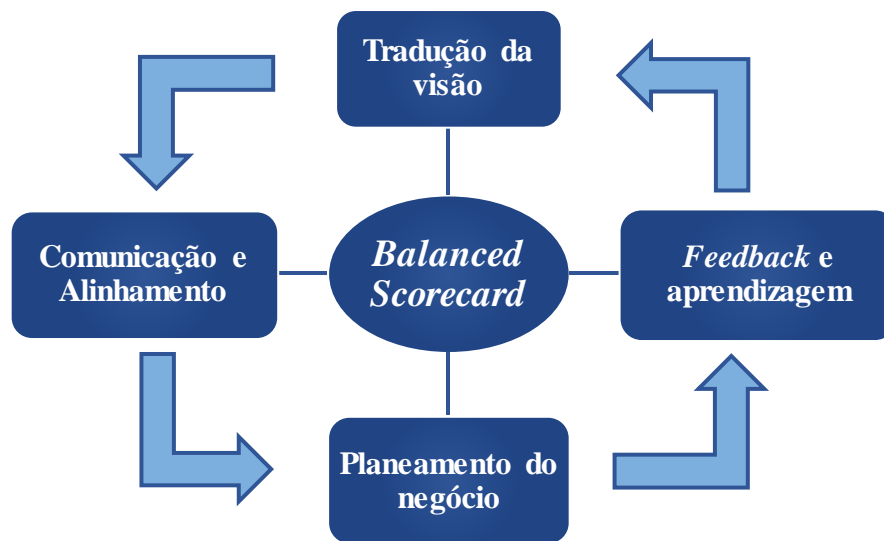 Tradução da
visão
Comunicação e
Alinhamento
Balanced
Scorecard
Feedback e
aprendizagem
Planeamento do
negócio